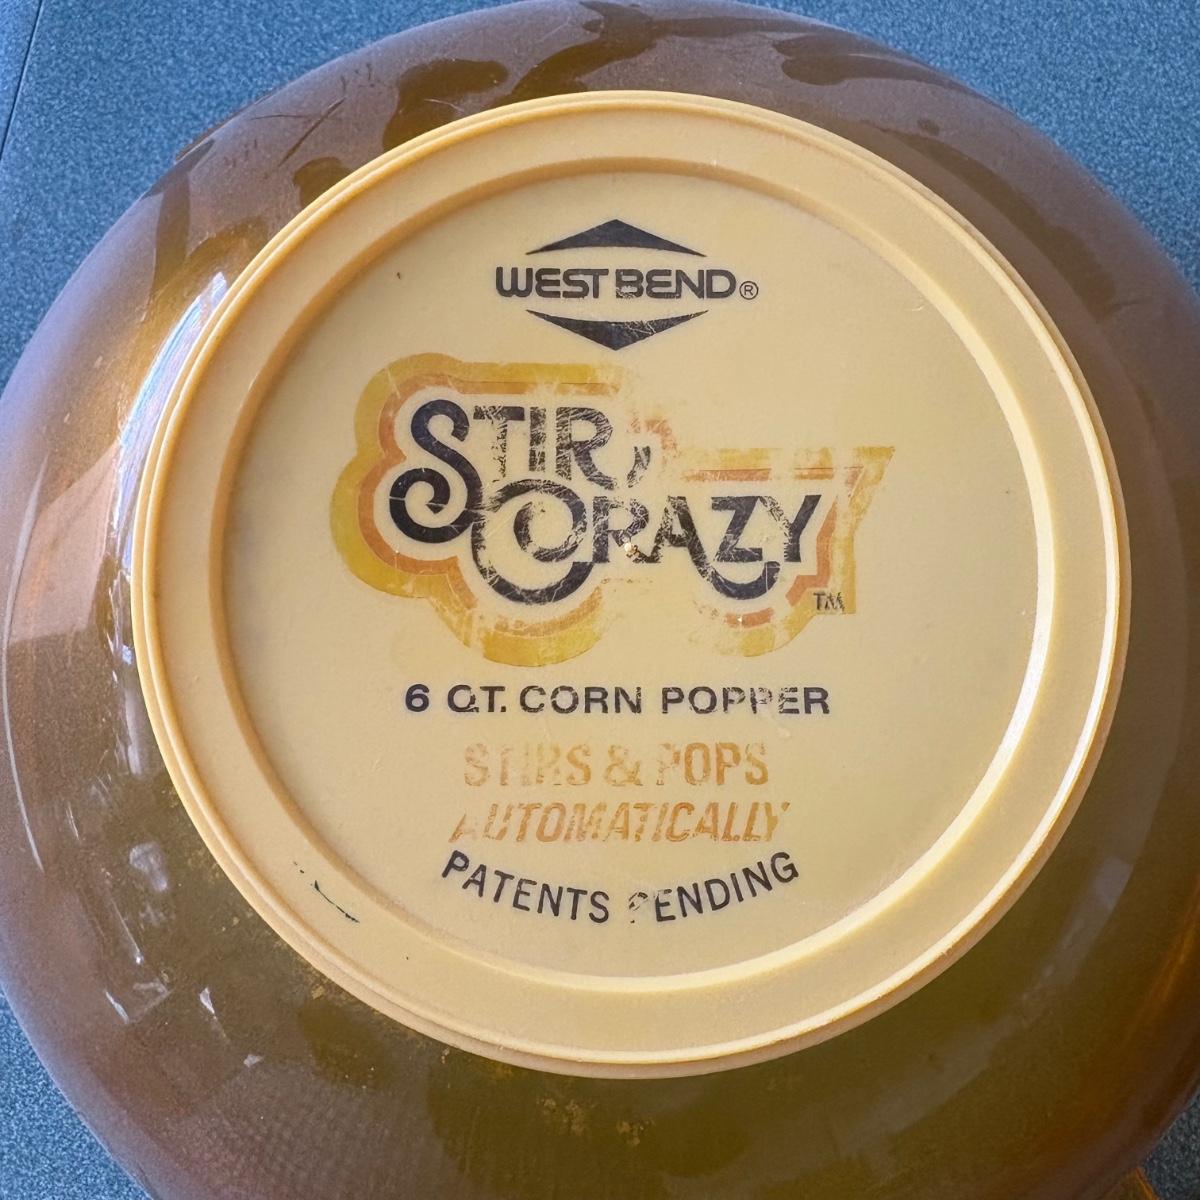 WEST BEND®
STIR
CRAZY
TM
6 QT. CORN POPPER
STIRS & POPS
AUTOMATICALLY
PATENTS PENDING